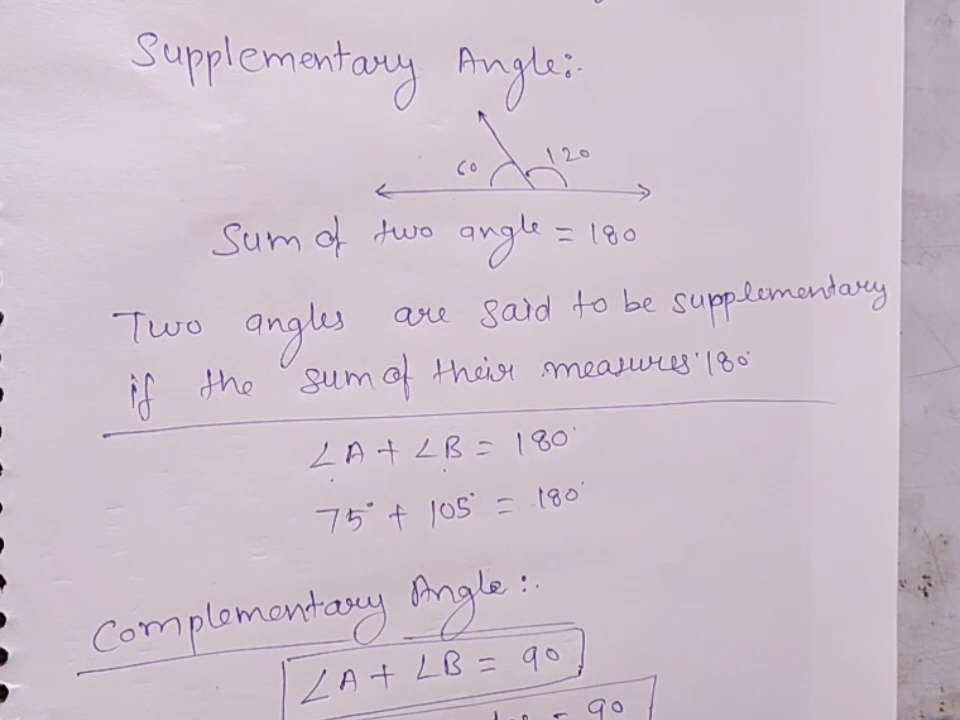 Supplementary Angle:.
60 120
Sum of two angle = 180
Two angles are said to be supplementary
if the sum of their measures 180°
∠A + ∠B = 180°
75° + 105° = 180°
Complementary Angle:.
∠A + ∠B = 90
= 90